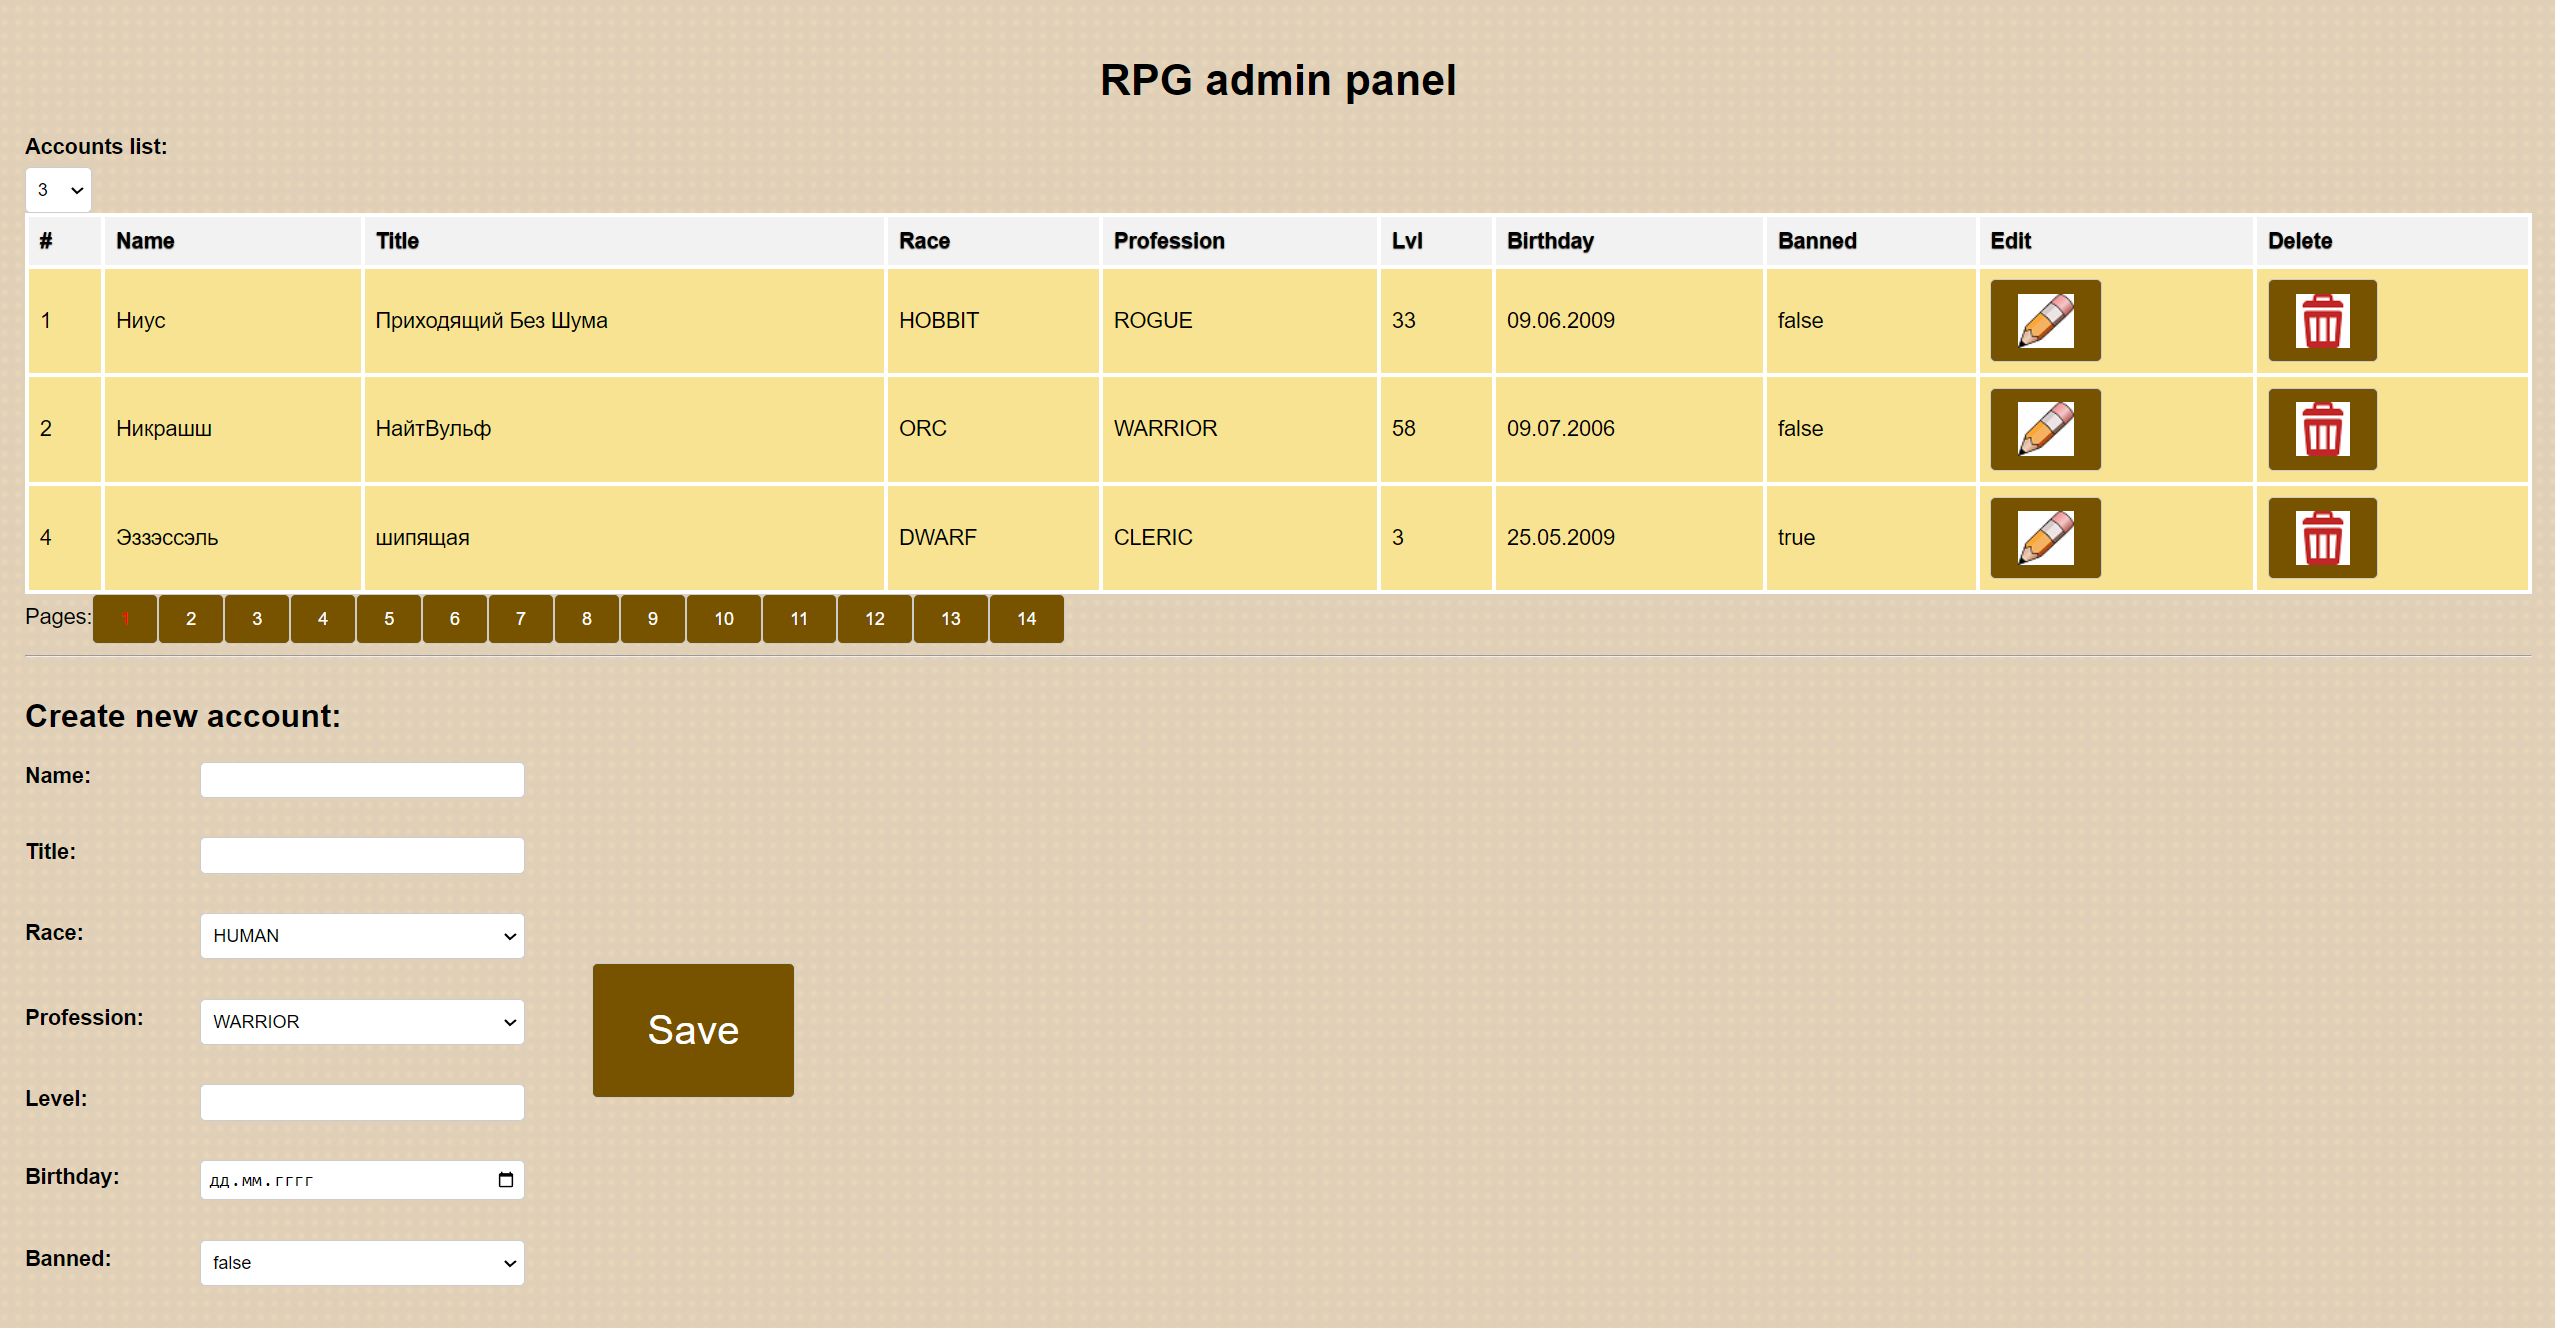 RPG admin panel
Accounts list:
3
# Name Title Race Profession Lvl Birthday Banned Edit Delete
1 Ниус Приходящий Без Шума HOBBIT ROGUE 33 09.06.2009 false
2 Никрашш НайтВульф ORC WARRIOR 58 09.07.2006 false
4 Эззэссэль шипящая DWARF CLERIC 3 25.05.2009 true
Pages: 1 2 3 4 5 6 7 8 9 10 11 12 13 14
Create new account:
Name:
Title:
Race: HUMAN
Profession: WARRIOR
Save
Level:
Birthday: дд.мм.гггг
Banned: false